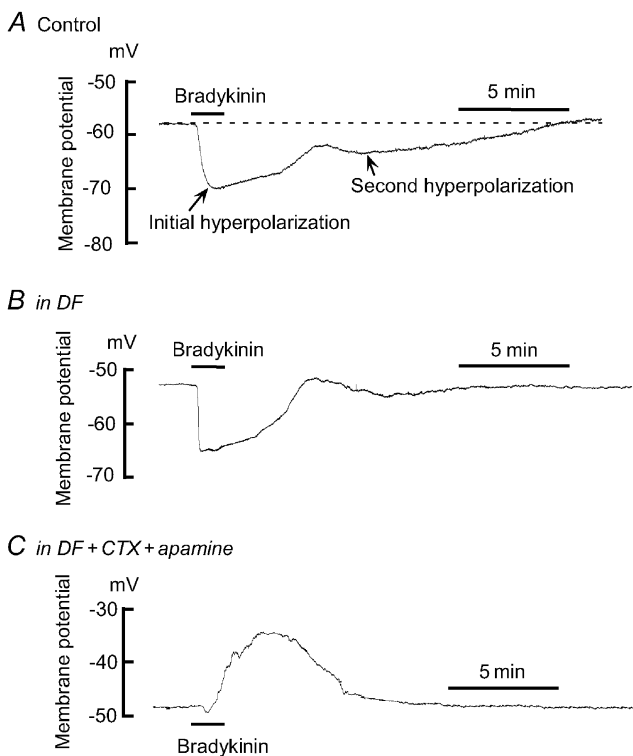 A Control
mV
-50
-60
-70
-80
Membrane potential
Bradykinin
5 min
Initial hyperpolarization
Second hyperpolarization
B in DF
mV
-50
-60
-70
Membrane potential
Bradykinin
5 min
C in DF + CTX + apamine
mV
-30
-40
-50
Membrane potential
5 min
Bradykinin